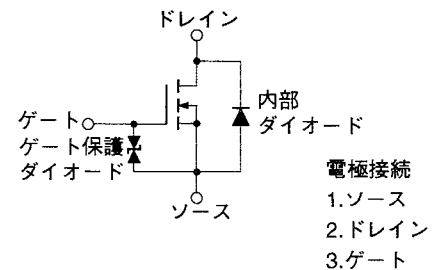 ドレイン
内部
ダイオード
ゲート
ゲート保護
ダイオード
ソース
電極接続
1.ソース
2.ドレイン
3.ゲート